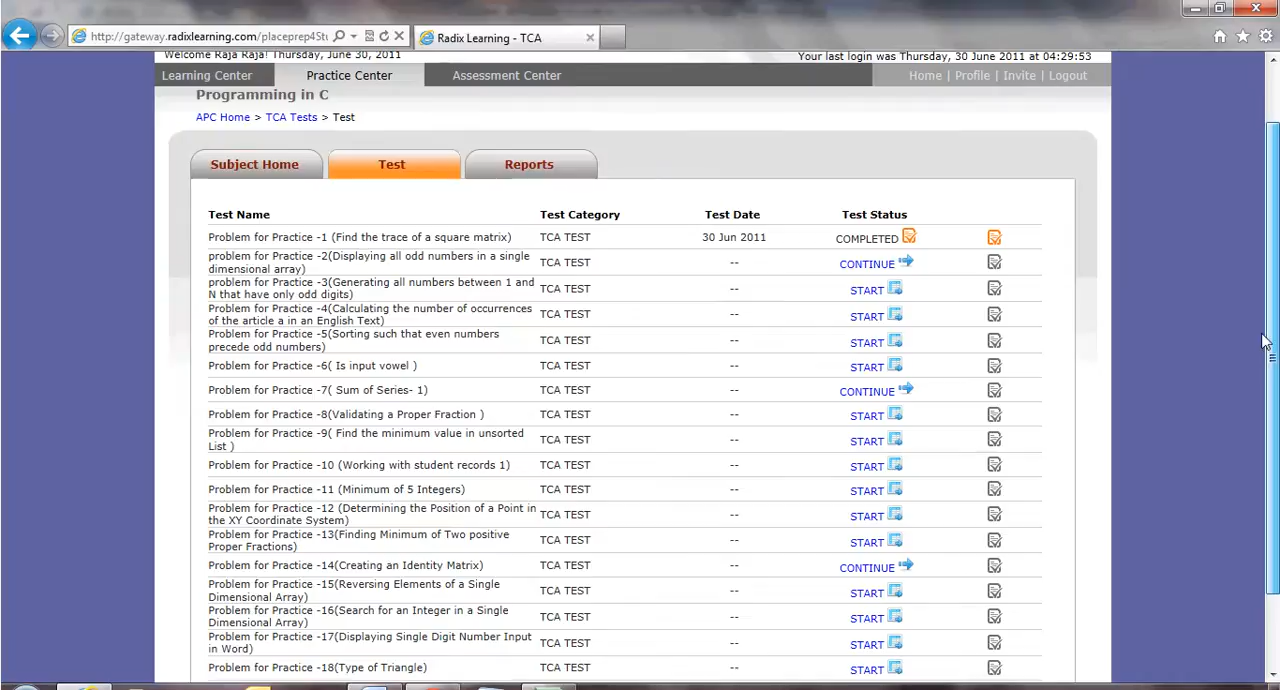 http://gateway.radixlearning.com/placeprep4Stu
Radix Learning - TCA
Welcome Raja Raja! Thursday, June 30, 2011
Your last login was Thursday, 30 June 2011 at 04:29:53
Learning Center Practice Center Assessment Center Home | Profile | Invite | Logout
Programming in C
APC Home > TCA Tests > Test
Subject Home Test Reports
Test Name Test Category Test Date Test Status
Problem for Practice -1 (Find the trace of a square matrix) TCA TEST 30 Jun 2011 COMPLETED
problem for Practice -2(Displaying all odd numbers in a single
dimensional array) TCA TEST -- CONTINUE
problem for Practice -3(Generating all numbers between 1 and
N that have only odd digits) TCA TEST -- START
Problem for Practice -4(Calculating the number of occurrences
of the article a in an English Text) TCA TEST -- START
Problem for Practice -5(Sorting such that even numbers
precede odd numbers) TCA TEST -- START
Problem for Practice -6( Is input vowel ) TCA TEST -- START
Problem for Practice -7( Sum of Series- 1) TCA TEST -- CONTINUE
Problem for Practice -8(Validating a Proper Fraction ) TCA TEST -- START
Problem for Practice -9( Find the minimum value in unsorted
List ) TCA TEST -- START
Problem for Practice -10 (Working with student records 1) TCA TEST -- START
Problem for Practice -11 (Minimum of 5 Integers) TCA TEST -- START
Problem for Practice -12 (Determining the Position of a Point in
the XY Coordinate System) TCA TEST -- START
Problem for Practice -13(Finding Minimum of Two positive
Proper Fractions) TCA TEST -- START
Problem for Practice -14(Creating an Identity Matrix) TCA TEST -- CONTINUE
Problem for Practice -15(Reversing Elements of a Single
Dimensional Array) TCA TEST -- START
Problem for Practice -16(Search for an Integer in a Single
Dimensional Array) TCA TEST -- START
Problem for Practice -17(Displaying Single Digit Number Input
in Word) TCA TEST -- START
Problem for Practice -18(Type of Triangle) TCA TEST -- START